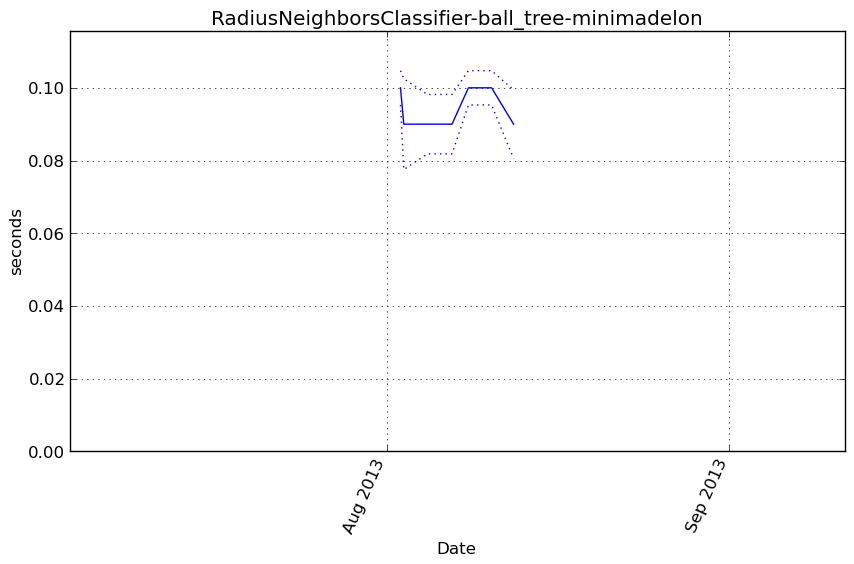 RadiusNeighborsClassifier-ball_tree-minimadelon
0.10
0.08
0.06
0.04
0.02
0.00
seconds
Aug 2013
Sep 2013
Date